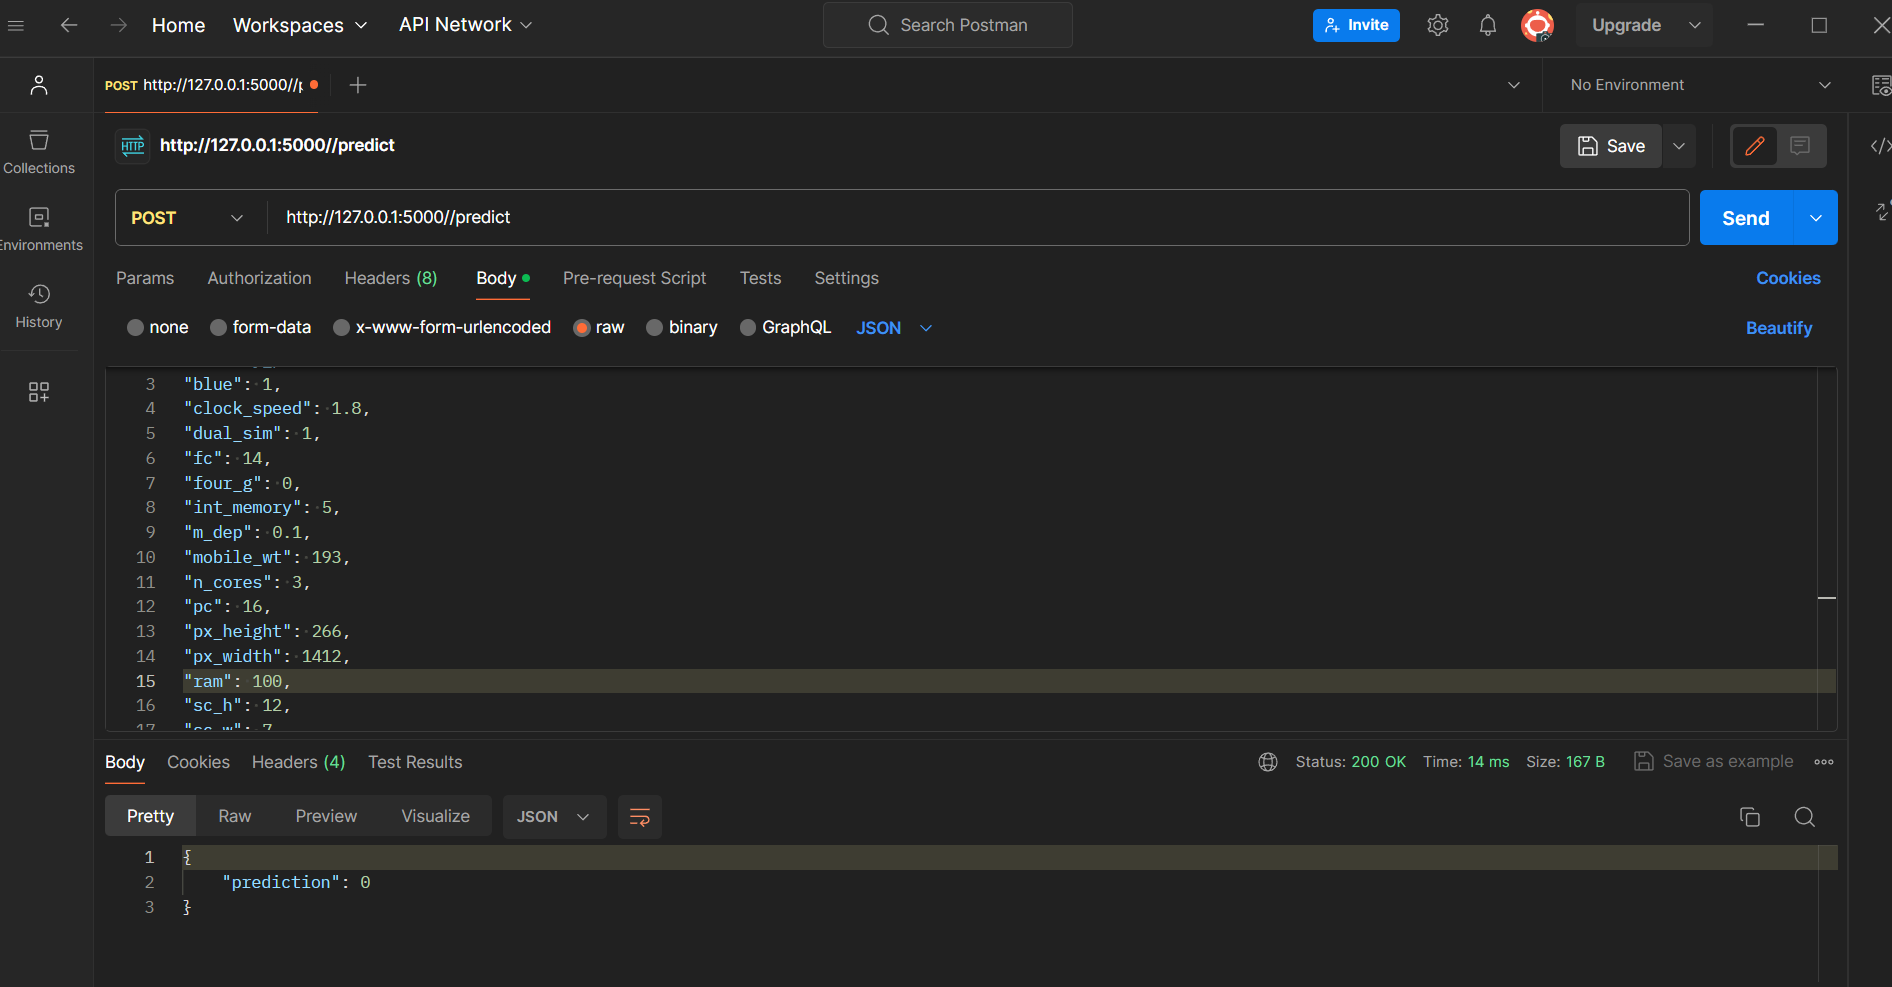 Home Workspaces API Network Search Postman Invite Upgrade
POST http://127.0.0.1:5000//p No Environment
Collections
HTTP http://127.0.0.1:5000//predict Save
POST http://127.0.0.1:5000//predict Send
Environments
Params Authorization Headers (8) Body Pre-request Script Tests Settings Cookies
History
none form-data x-www-form-urlencoded raw binary GraphQL JSON Beautify
3 "blue": 1,
4 "clock_speed": 1.8,
5 "dual_sim": 1,
6 "fc": 14,
7 "four_g": 0,
8 "int_memory": 5,
9 "m_dep": 0.1,
10 "mobile_wt": 193,
11 "n_cores": 3,
12 "pc": 16,
13 "px_height": 266,
14 "px_width": 1412,
15 "ram": 100,
16 "sc_h": 12,
17 "sc_w": 7
Body Cookies Headers (4) Test Results Status: 200 OK Time: 14 ms Size: 167 B Save as example
Pretty Raw Preview Visualize JSON
1 {
2 "prediction": 0
3 }